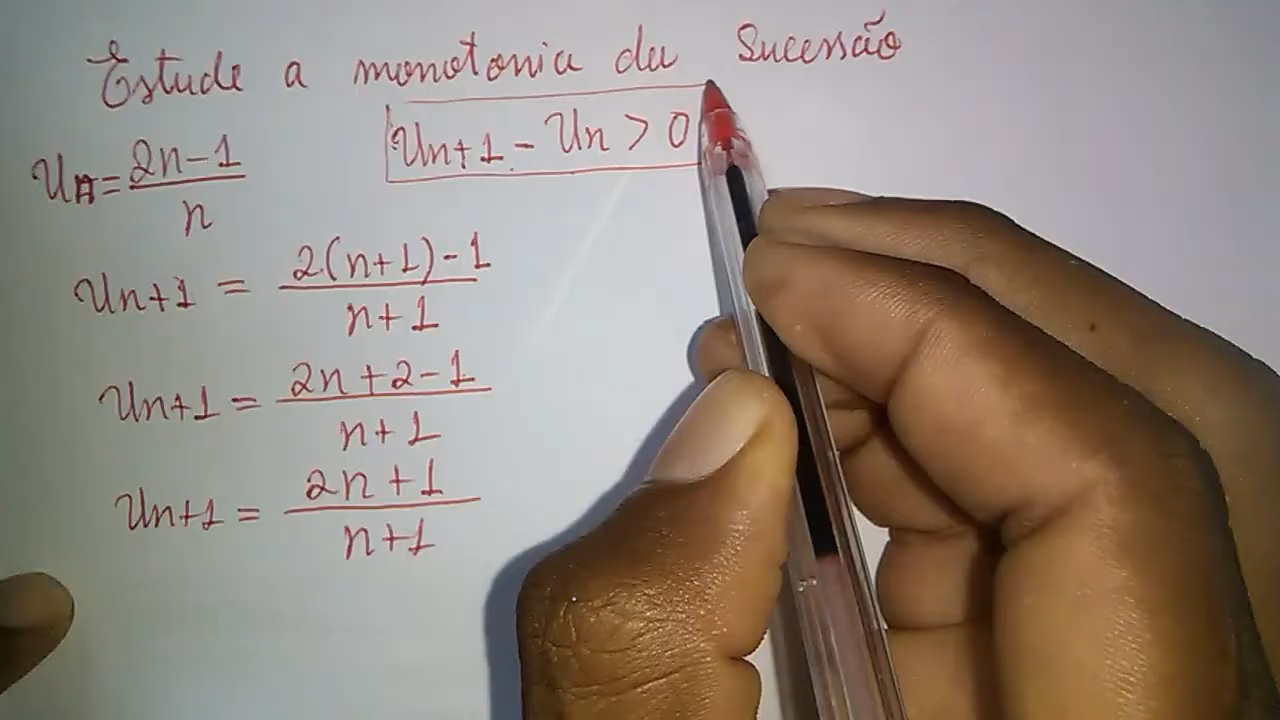 Estude a monotonia da Sucessão
Un = 2n-1 / n
Un+1 - Un > 0
Un+1 = 2(n+1)-1 / n+1
Un+1 = 2n+2-1 / n+1
Un+1 = 2n+1 / n+1